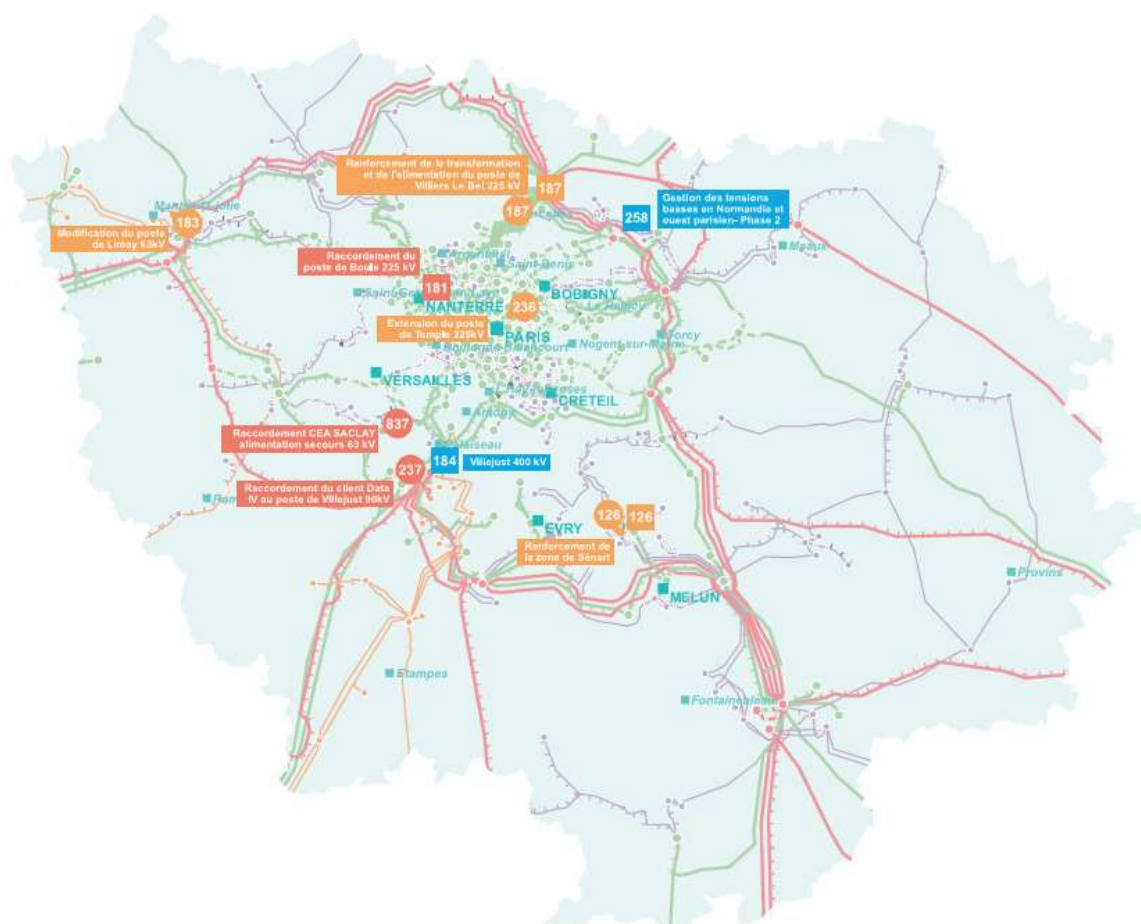 Renforcement de la transformation
et de l'alimentation du poste de
Villiers Le Bel 225 kV
187
187
258
Gestion des tensions
basses en Normandie et
ouest parisien– Phase 2
183
Modification du poste
de Limay 63kV
Meaux
Raccordement du
poste de Boule 225 kV
Argenteuil
Saint-Denis
181
BOBIGNY
NANTERRE
236
Le Raincy
Extension du poste
de Temple 225kV
PARIS
Torcy
Nogent-sur-Marne
VERSAILLES
CRETEIL
Antony
837
Raccordement CEA SACLAY
alimentation secours 63 kV
184
Villejust 400 kV
237
Raccordement du client Data
IV au poste de Villejust 90kV
126
126
EVRY
Renforcement de
la zone de Sénart
Provins
MELUN
Etampes
Fontainebleau